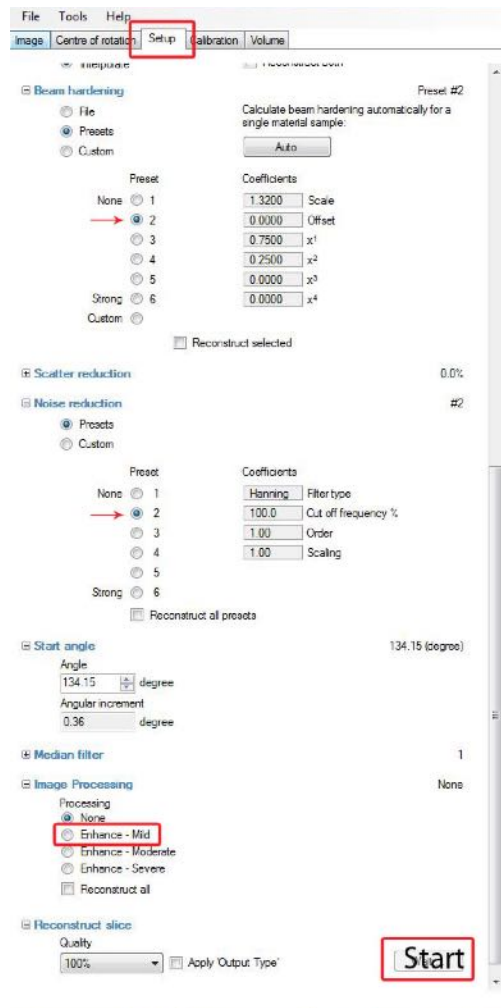 File Tools Help
Image Centre of rotation Setup Calibration Volume
Interpolate
Beam hardening Preset #2
File Calculate beam hardening automatically for a
Presets single material sample:
Custom Auto
Preset Coefficients
None 1 1.3200 Scale
2 0.0000 Offset
3 0.7500 x¹
4 0.2500 x²
5 0.0000 x³
Strong 6 0.0000 x⁴
Custom
Reconstruct selected
Scatter reduction 0.0%
Noise reduction #2
Presets
Custom
Preset Coefficients
None 1 Hanning Filter type
2 100.0 Cut off frequency %
3 1.00 Order
4 1.00 Scaling
5
Strong 6
Reconstruct all presets
Start angle 134.15 (degree)
Angle
134.15 degree
Angular increment
0.36 degree
Median filter 1
Image Processing None
Processing
None
Enhance - Mild
Enhance - Moderate
Enhance - Severe
Reconstruct all
Reconstruct slice
Quality
100% Apply 'Output Type' Start